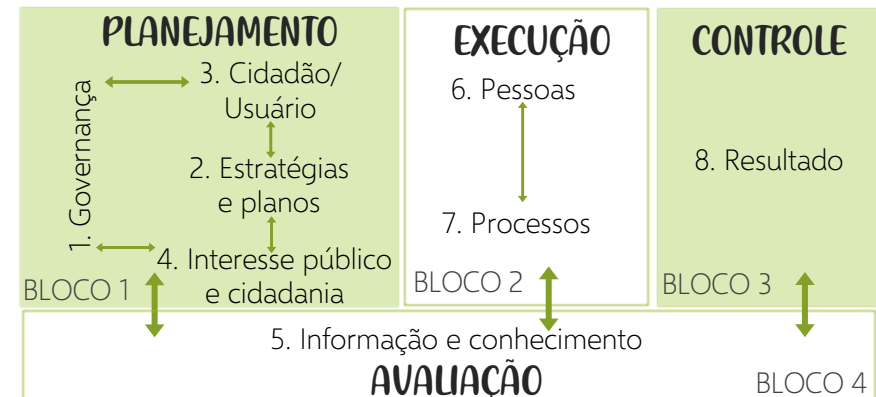 PLANEJAMENTO
1. Governança
3. Cidadão/
Usuário
2. Estratégias
e planos
4. Interesse público
e cidadania
BLOCO 1
EXECUÇÃO
6. Pessoas
7. Processos
BLOCO 2
CONTROLE
8. Resultado
BLOCO 3
5. Informação e conhecimento
AVALIAÇÃO
BLOCO 4